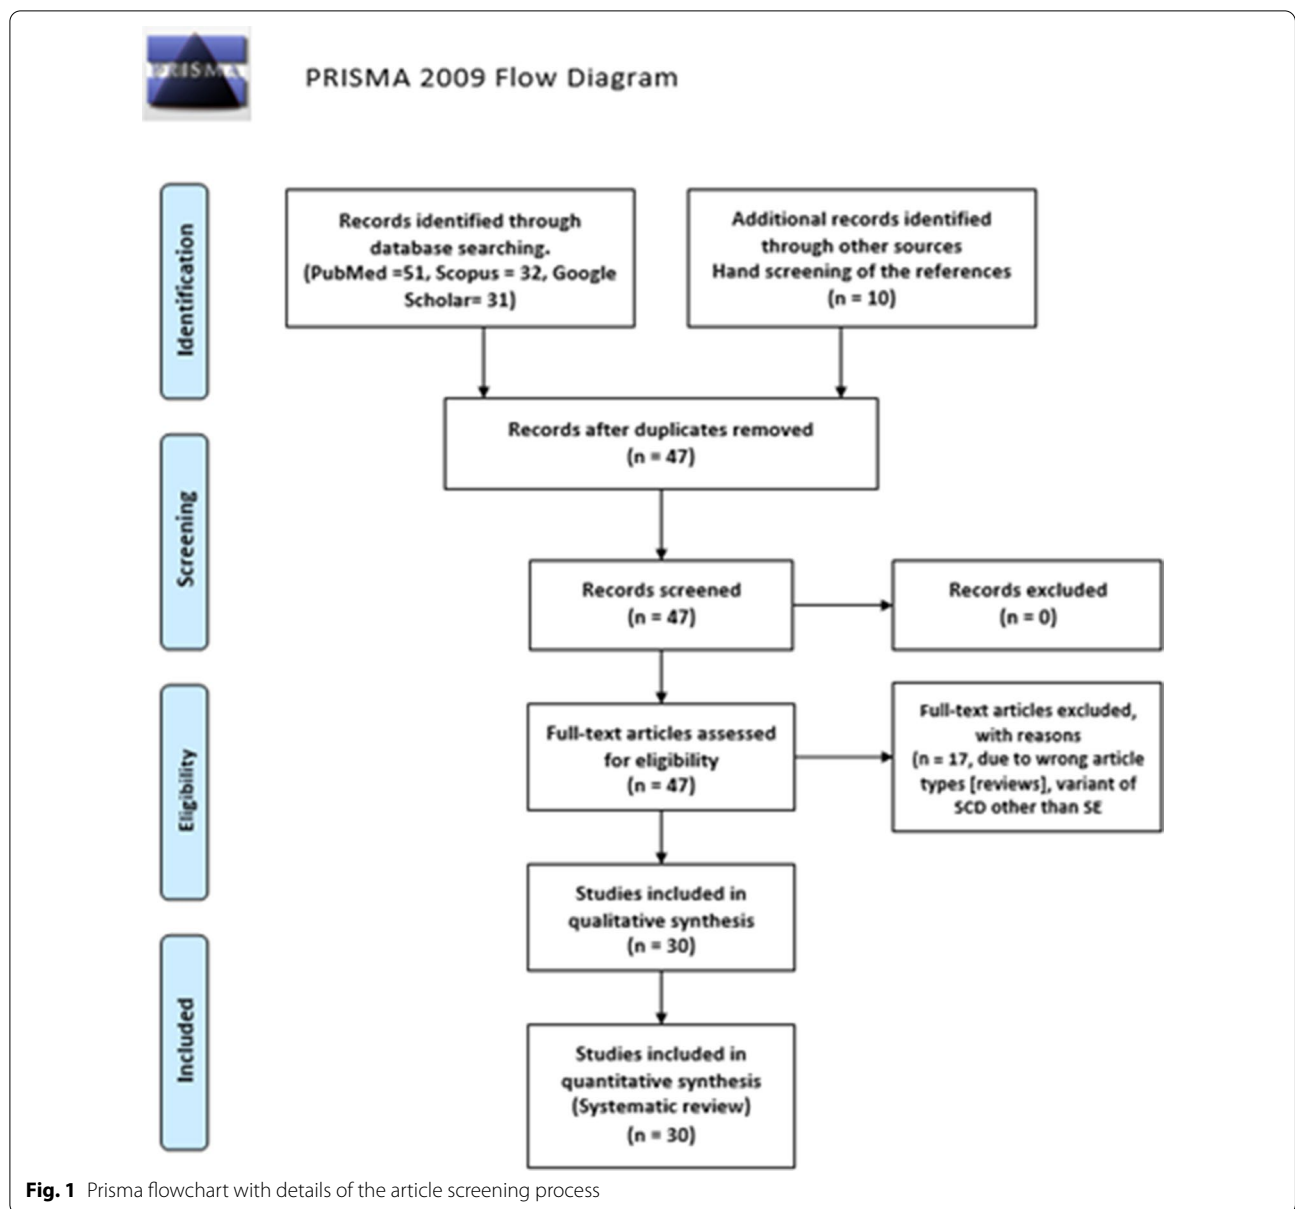 PRISMA
PRISMA 2009 Flow Diagram
Identification
Records identified through
database searching.
(PubMed =51, Scopus = 32, Google
Scholar= 31)
Additional records identified
through other sources
Hand screening of the references
(n = 10)
Records after duplicates removed
(n = 47)
Screening
Records screened
(n = 47)
Records excluded
(n = 0)
Eligibility
Full-text articles assessed
for eligibility
(n = 47)
Full-text articles excluded,
with reasons
(n = 17, due to wrong article
types [reviews], variant of
SCD other than SE
Studies included in
qualitative synthesis
(n = 30)
Included
Studies included in
quantitative synthesis
(Systematic review)
(n = 30)
Fig. 1 Prisma flowchart with details of the article screening process